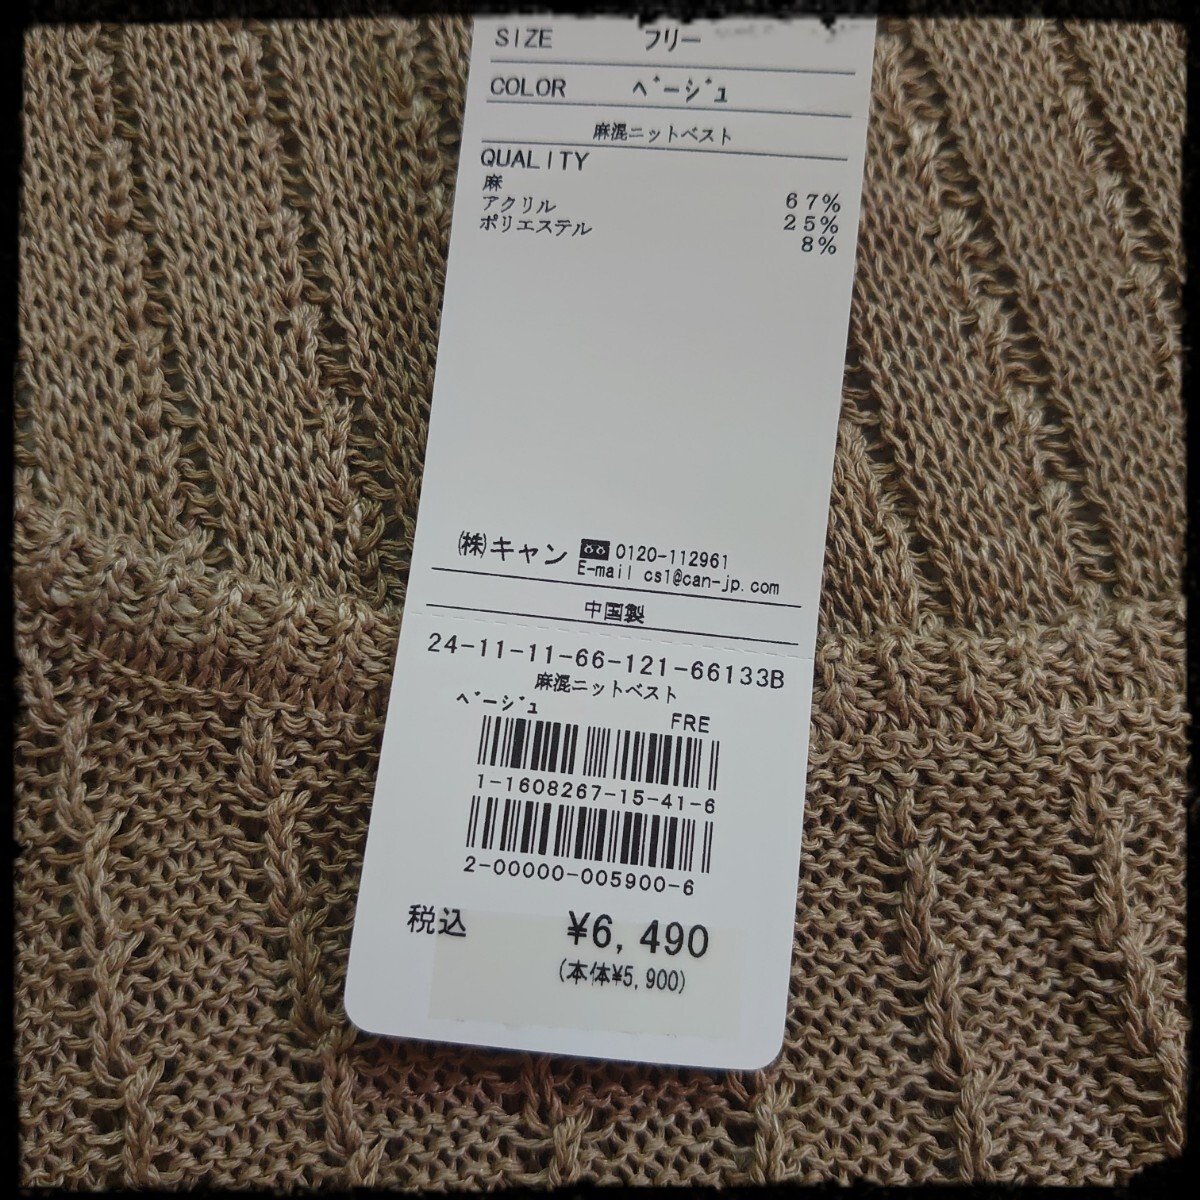 SIZE フリー
COLOR ベージュ
麻混ニットベスト
QUALITY
麻 67%
アクリル 25%
ポリエステル 8%
㈱キャン 0120-112961
E-mail cs1@can-jp.com
中国製
24-11-11-66-121-66133B
麻混ニットベスト
ベージュ FRE
1-1608267-15-41-6
2-00000-005900-6
税込 ¥6,490
(本体¥5,900)